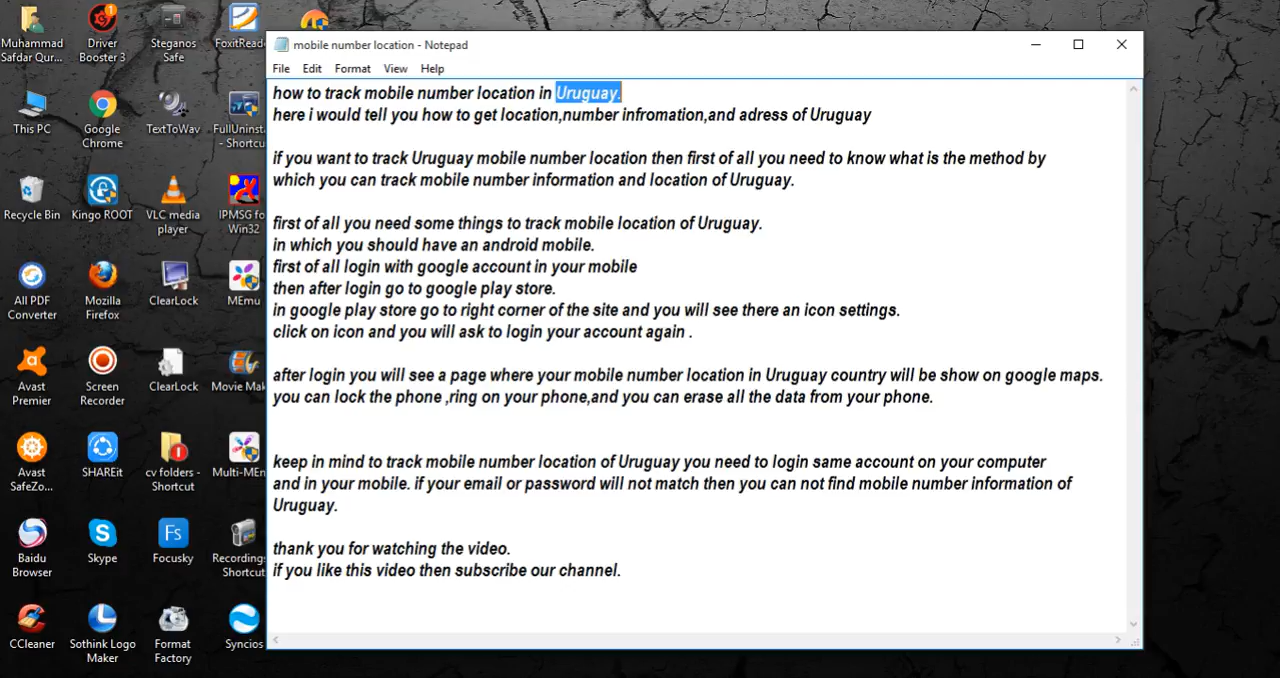 Muhammad
Safdar Qur...
Driver
Booster 3
Steganos
Safe
FoxitRead
mobile number location - Notepad
File Edit Format View Help
how to track mobile number location in Uruguay.
here i would tell you how to get location,number infromation,and adress of Uruguay
if you want to track Uruguay mobile number location then first of all you need to know what is the method by
which you can track mobile number information and location of Uruguay.
first of all you need some things to track mobile location of Uruguay.
in which you should have an android mobile.
first of all login with google account in your mobile
then after login go to google play store.
in google play store go to right corner of the site and you will see there an icon settings.
click on icon and you will ask to login your account again .
after login you will see a page where your mobile number location in Uruguay country will be show on google maps.
you can lock the phone ,ring on your phone,and you can erase all the data from your phone.
keep in mind to track mobile number location of Uruguay you need to login same account on your computer
and in your mobile. if your email or password will not match then you can not find mobile number information of
Uruguay.
thank you for watching the video.
if you like this video then subscribe our channel.
This PC
Google
Chrome
TextToWav
FullUninst
- Shortcu
Recycle Bin
Kingo ROOT
VLC media
player
IPMSG fo
Win32
All PDF
Converter
Mozilla
Firefox
ClearLock
MEmu
Avast
Premier
Screen
Recorder
ClearLock
Movie Mak
Avast
SafeZo...
SHAREit
cv folders -
Shortcut
Multi-MEn
Baidu
Browser
Skype
Fs
Focusky
Recordings
Shortcut
CCleaner
Sothink Logo
Maker
Format
Factory
Syncios